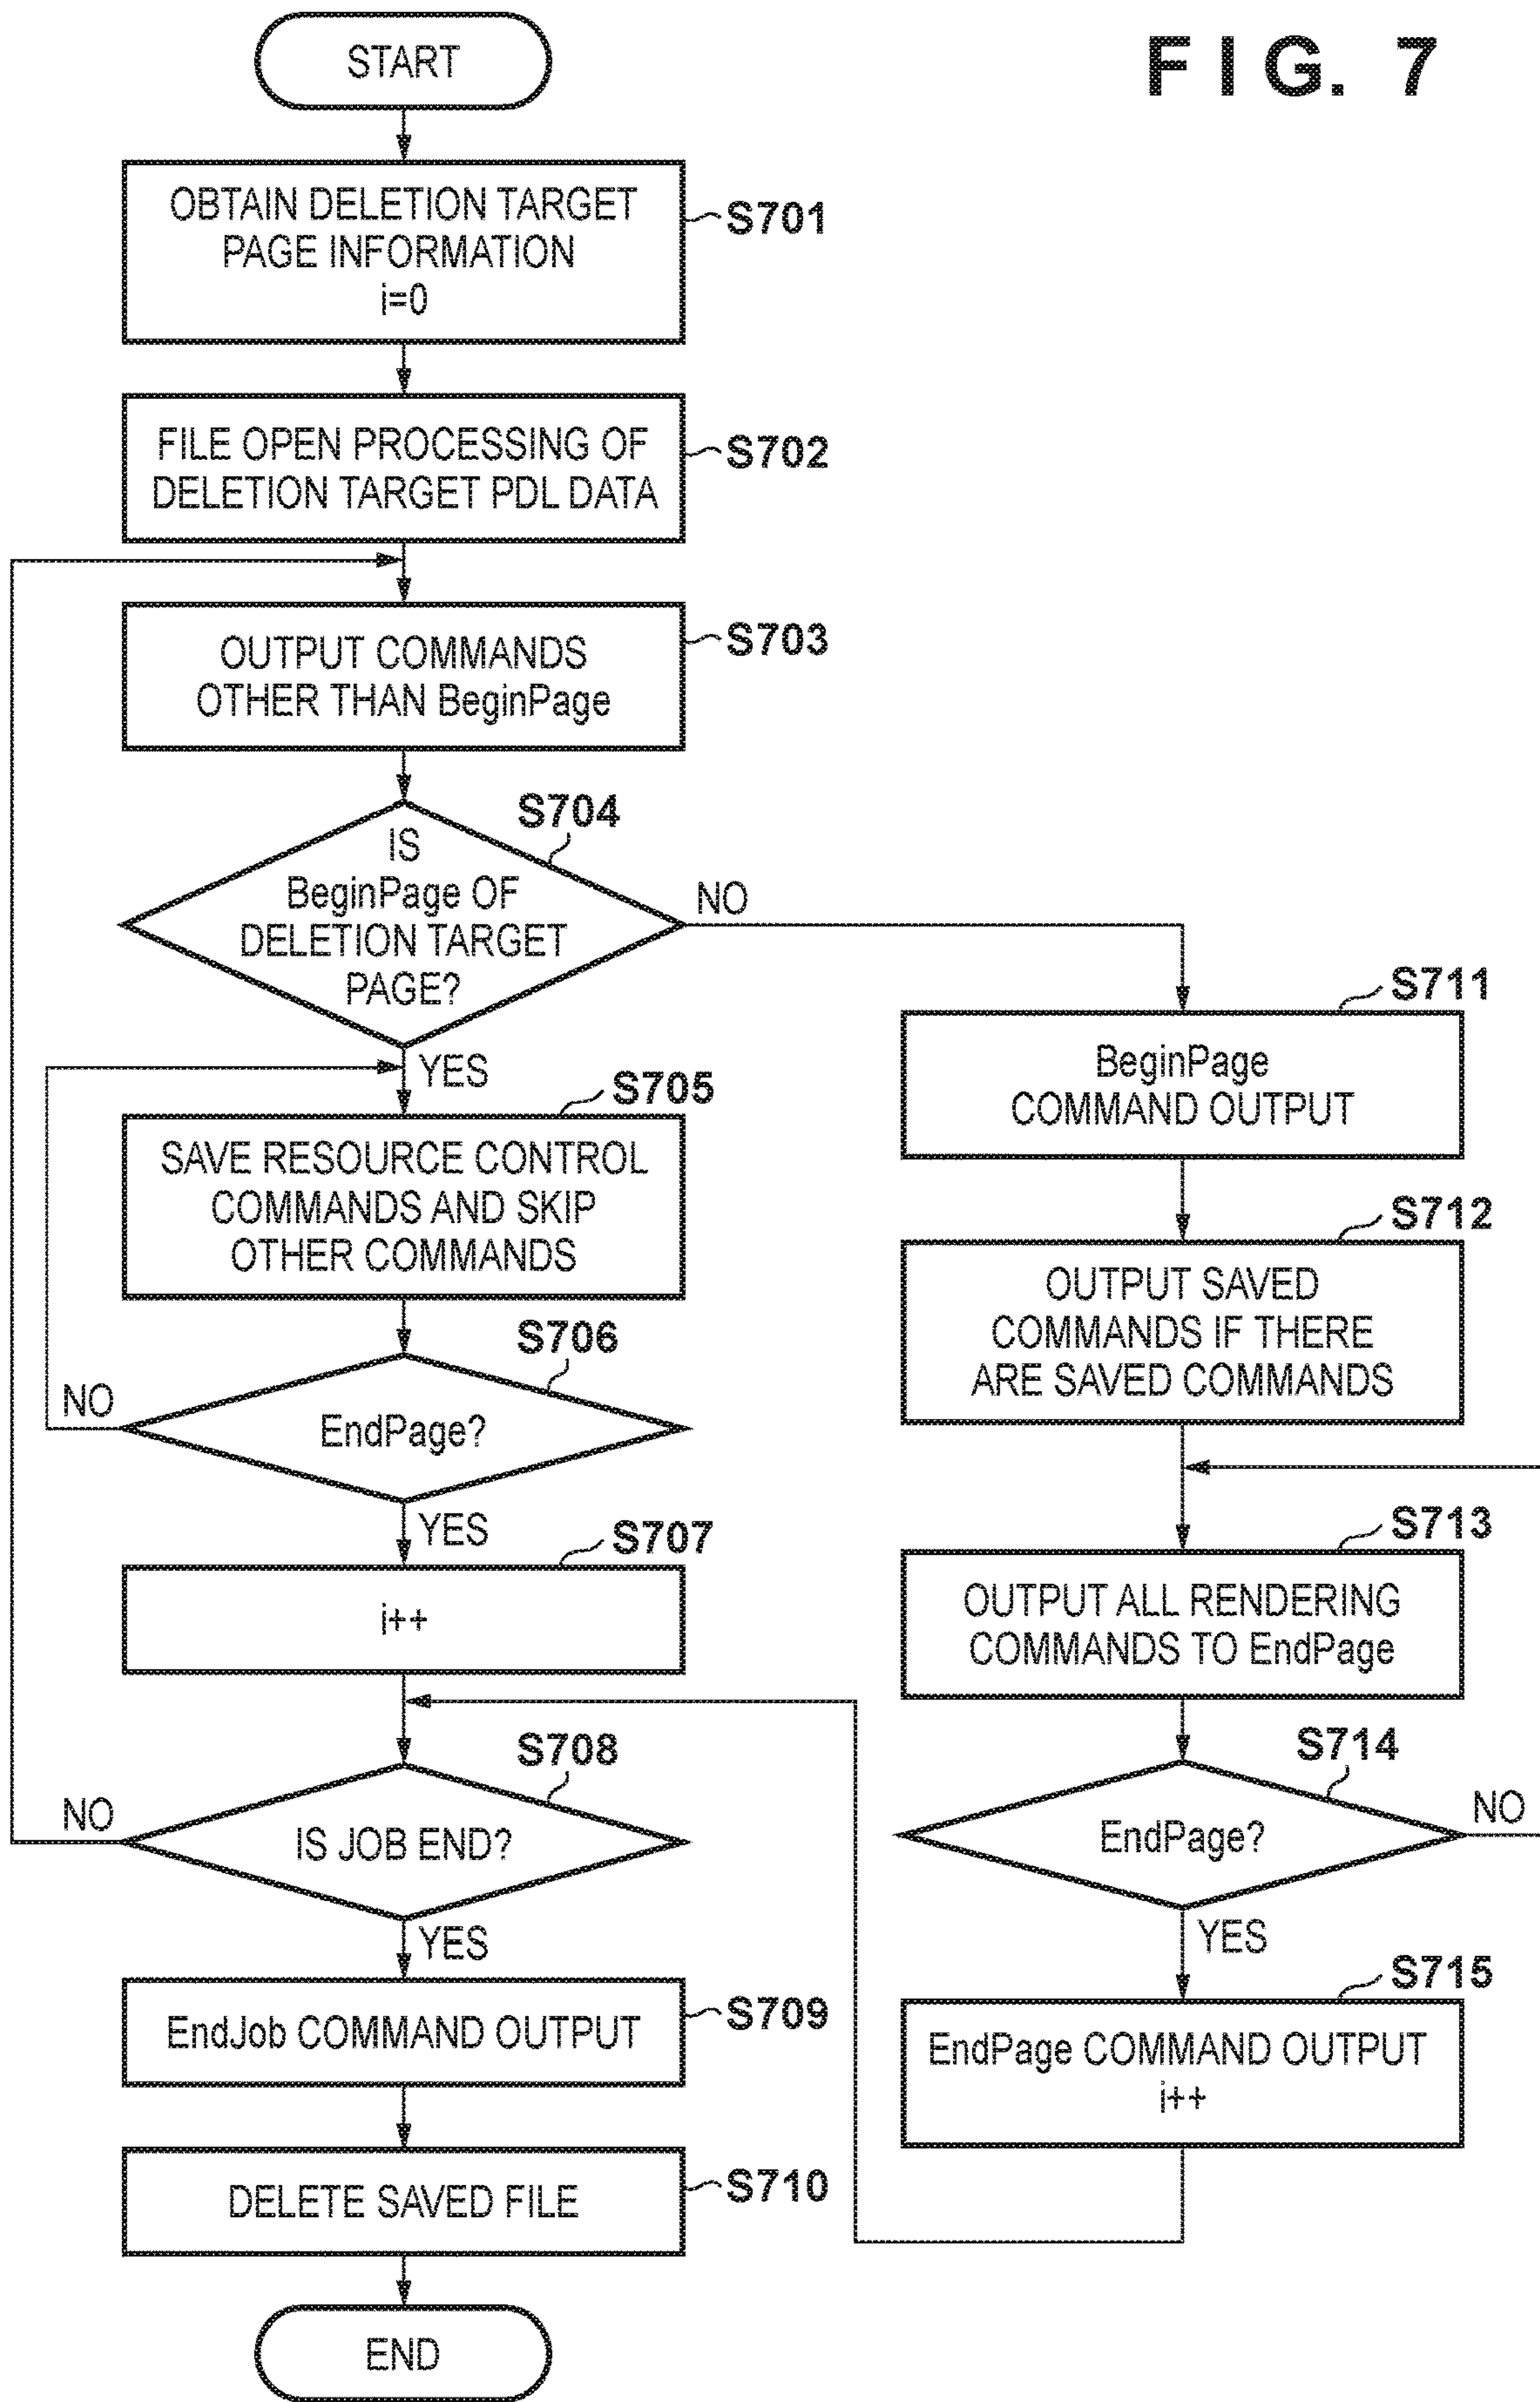 FIG. 7
START
OBTAIN DELETION TARGET
PAGE INFORMATION
i=0
S701
FILE OPEN PROCESSING OF
DELETION TARGET PDL DATA
S702
OUTPUT COMMANDS
OTHER THAN BeginPage
S703
S704
IS
BeginPage OF
DELETION TARGET
PAGE?
NO
YES
S705
SAVE RESOURCE CONTROL
COMMANDS AND SKIP
OTHER COMMANDS
S706
EndPage?
NO
YES
S707
i++
S708
IS JOB END?
NO
YES
EndJob COMMAND OUTPUT
S709
DELETE SAVED FILE
S710
END
S711
BeginPage
COMMAND OUTPUT
S712
OUTPUT SAVED
COMMANDS IF THERE
ARE SAVED COMMANDS
S713
OUTPUT ALL RENDERING
COMMANDS TO EndPage
S714
EndPage?
NO
YES
S715
EndPage COMMAND OUTPUT
i++